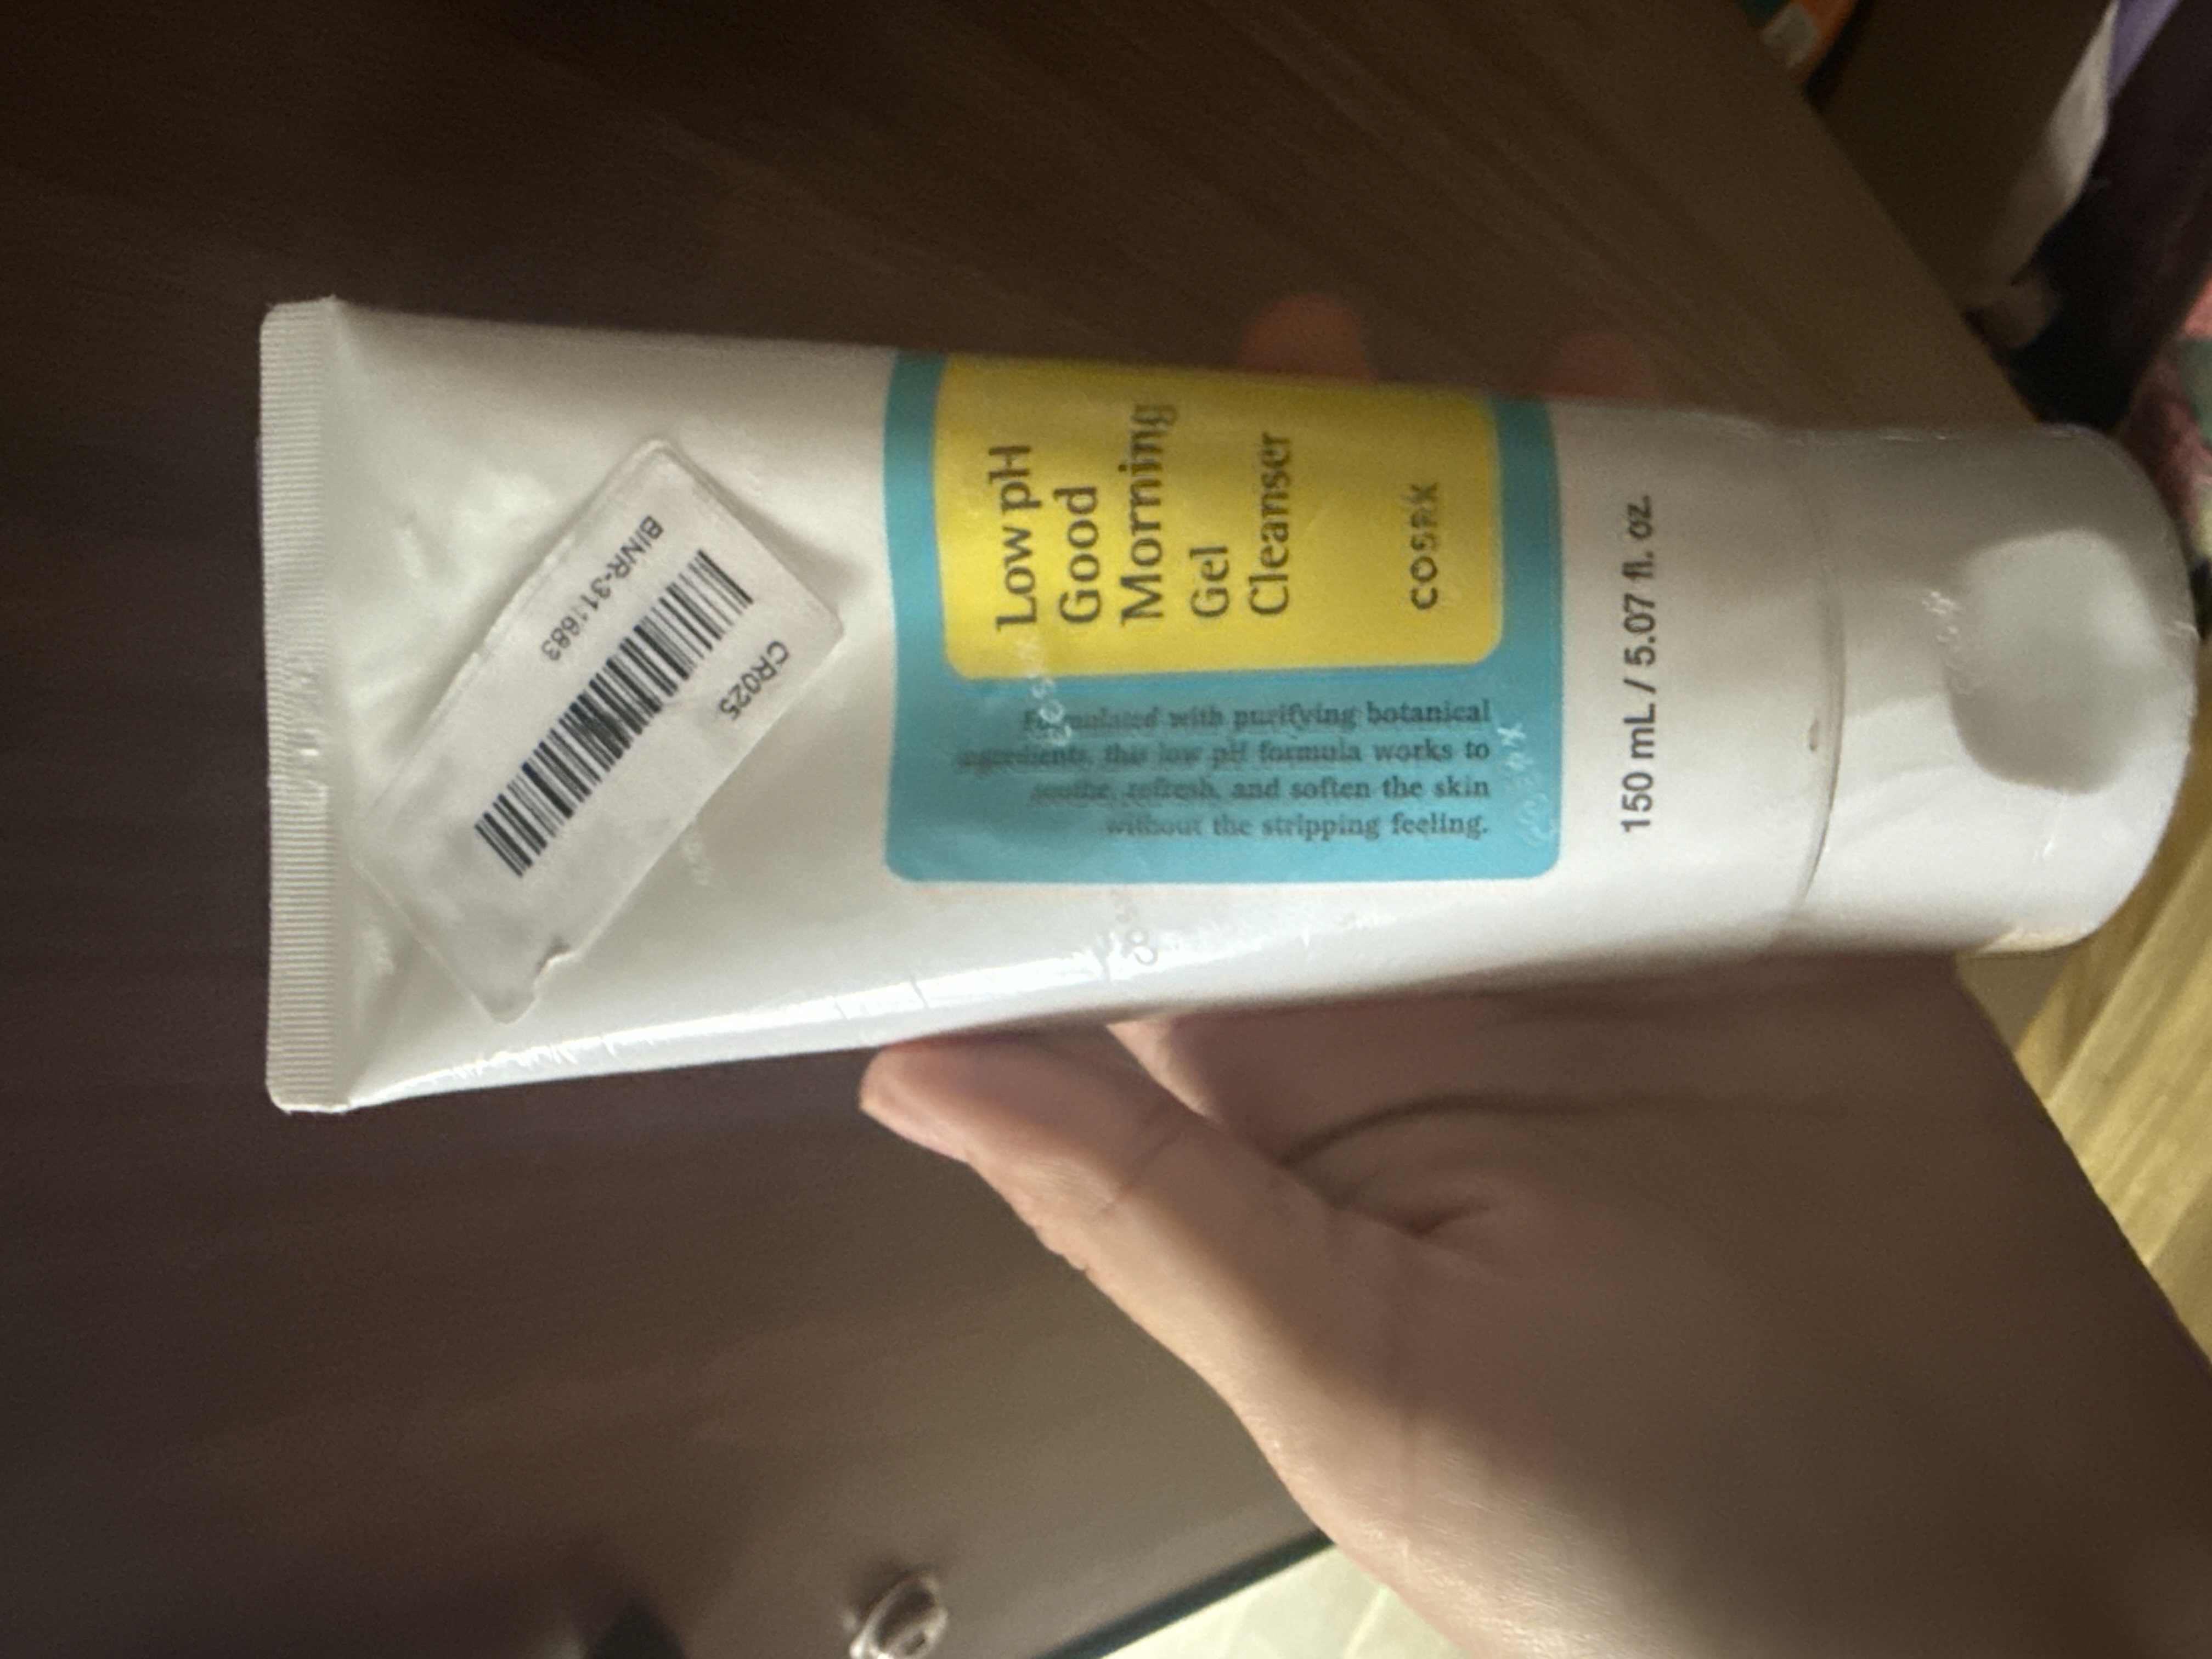 Low pH
Good
Morning
Gel
Cleanser
COSRX
Formulated with purifying botanical
ingredients, this low pH formula works to
soothe, refresh, and soften the skin
without the stripping feeling.
150 mL / 5.07 fl. oz.
BINR-311683
CR025